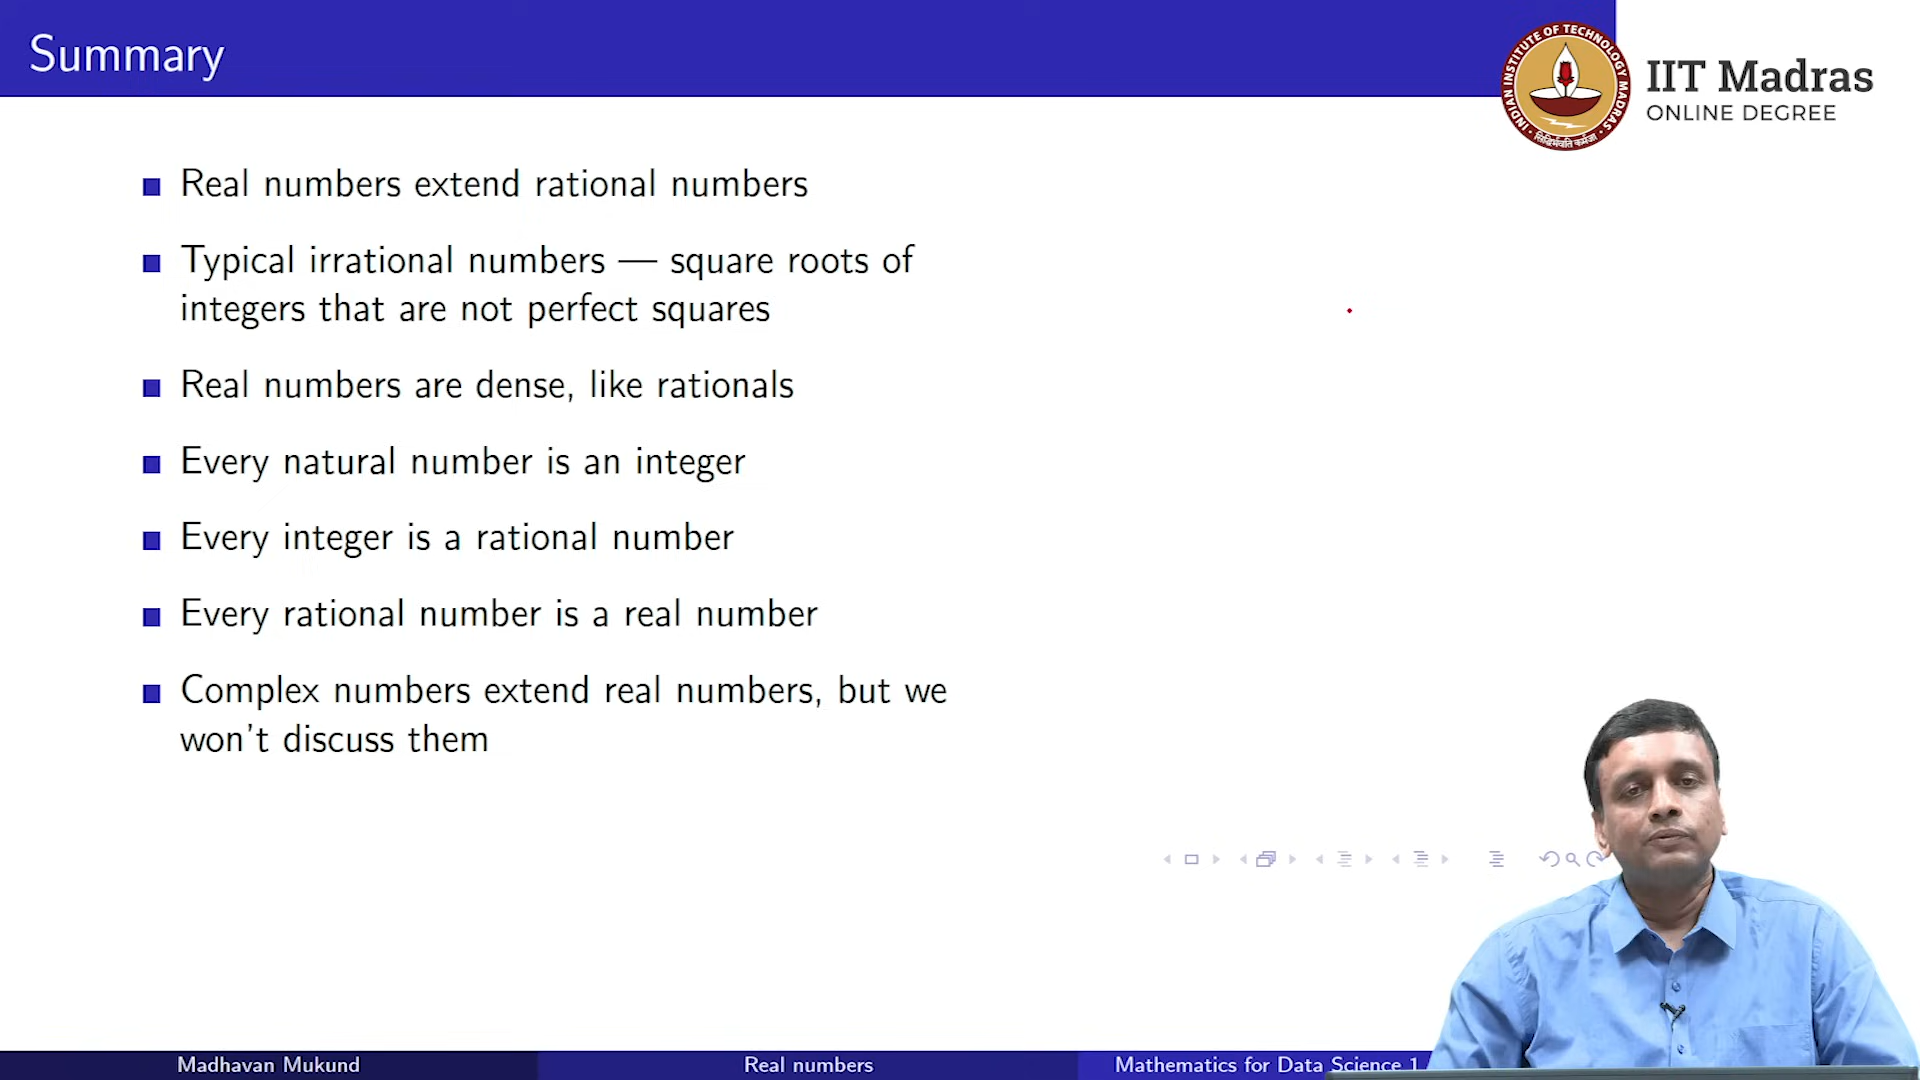 Summary
INDIAN INSTITUTE OF TECHNOLOGY MADRAS
सिद्धिर्भवति कर्मजा
IIT Madras
ONLINE DEGREE
Real numbers extend rational numbers
Typical irrational numbers — square roots of
integers that are not perfect squares
Real numbers are dense, like rationals
Every natural number is an integer
Every integer is a rational number
Every rational number is a real number
Complex numbers extend real numbers, but we
won't discuss them
Madhavan Mukund
Real numbers
Mathematics for Data Science 1